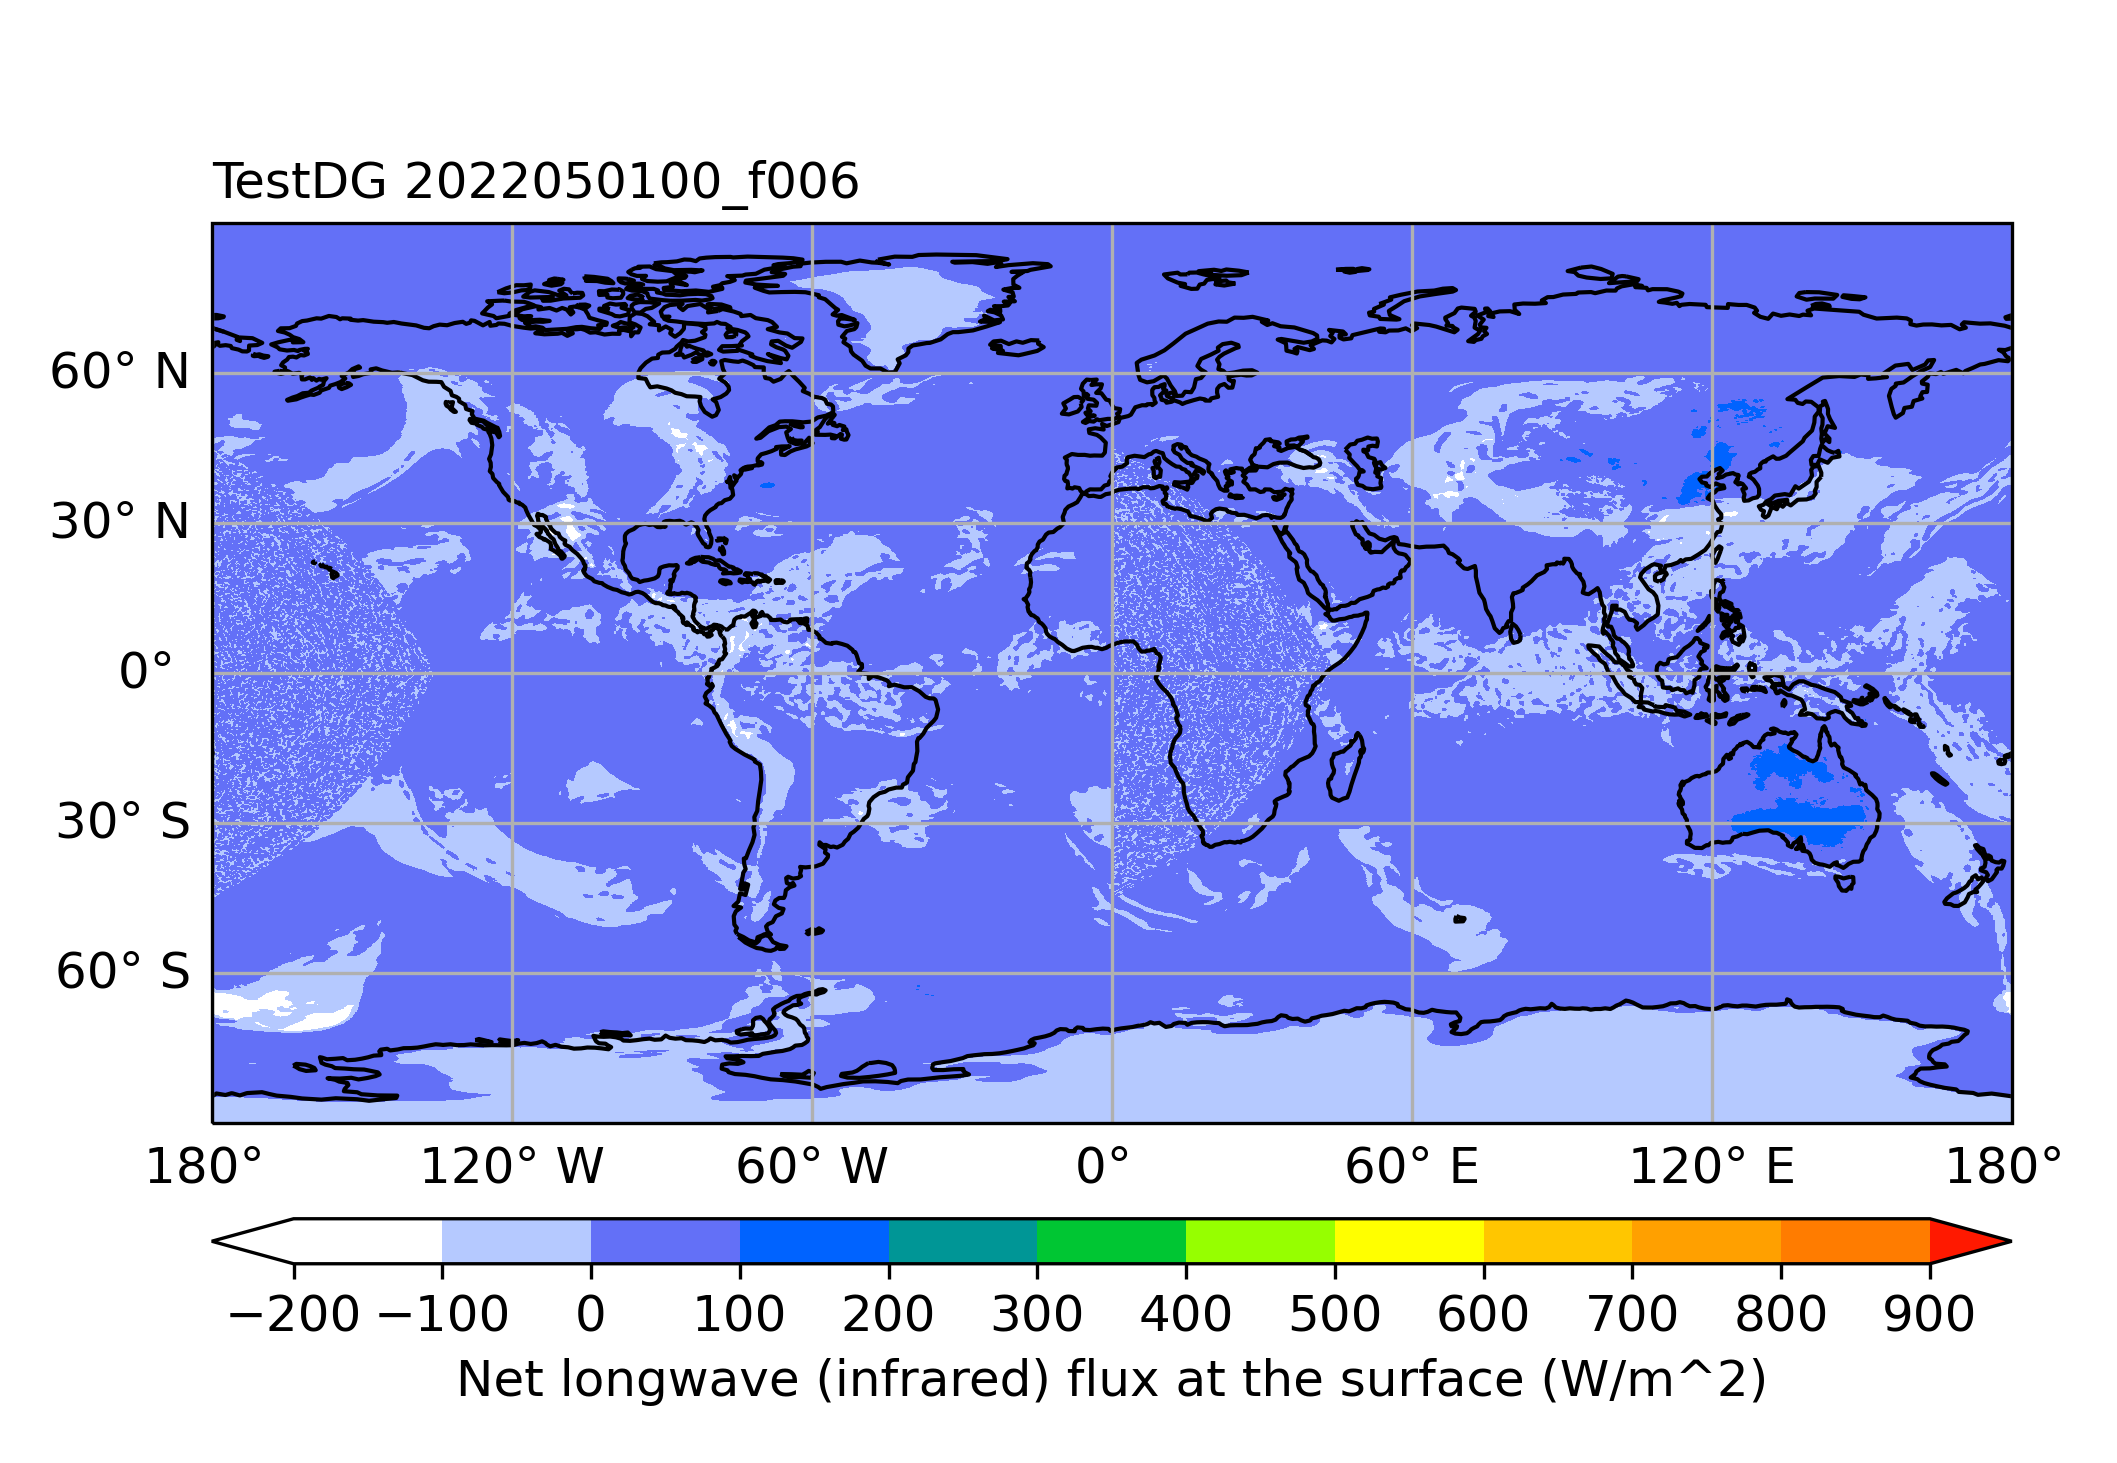 TestDG 2022050100_f006
60° N
30° N
0°
30° S
60° S
180° 120° W 60° W 0° 60° E 120° E 180°
−200 −100 0 100 200 300 400 500 600 700 800 900
Net longwave (infrared) flux at the surface (W/m^2)